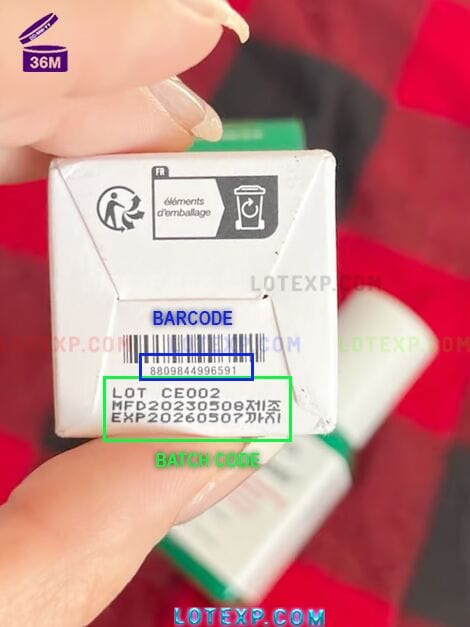 36M
FR
éléments
d'emballage
LOTEXP.COM
BARCODE
LOTEXP.COM
8809844996591
LOT CE002
MFD20230508제조
EXP20260507까지
BATCH CODE
LOTEXP.COM